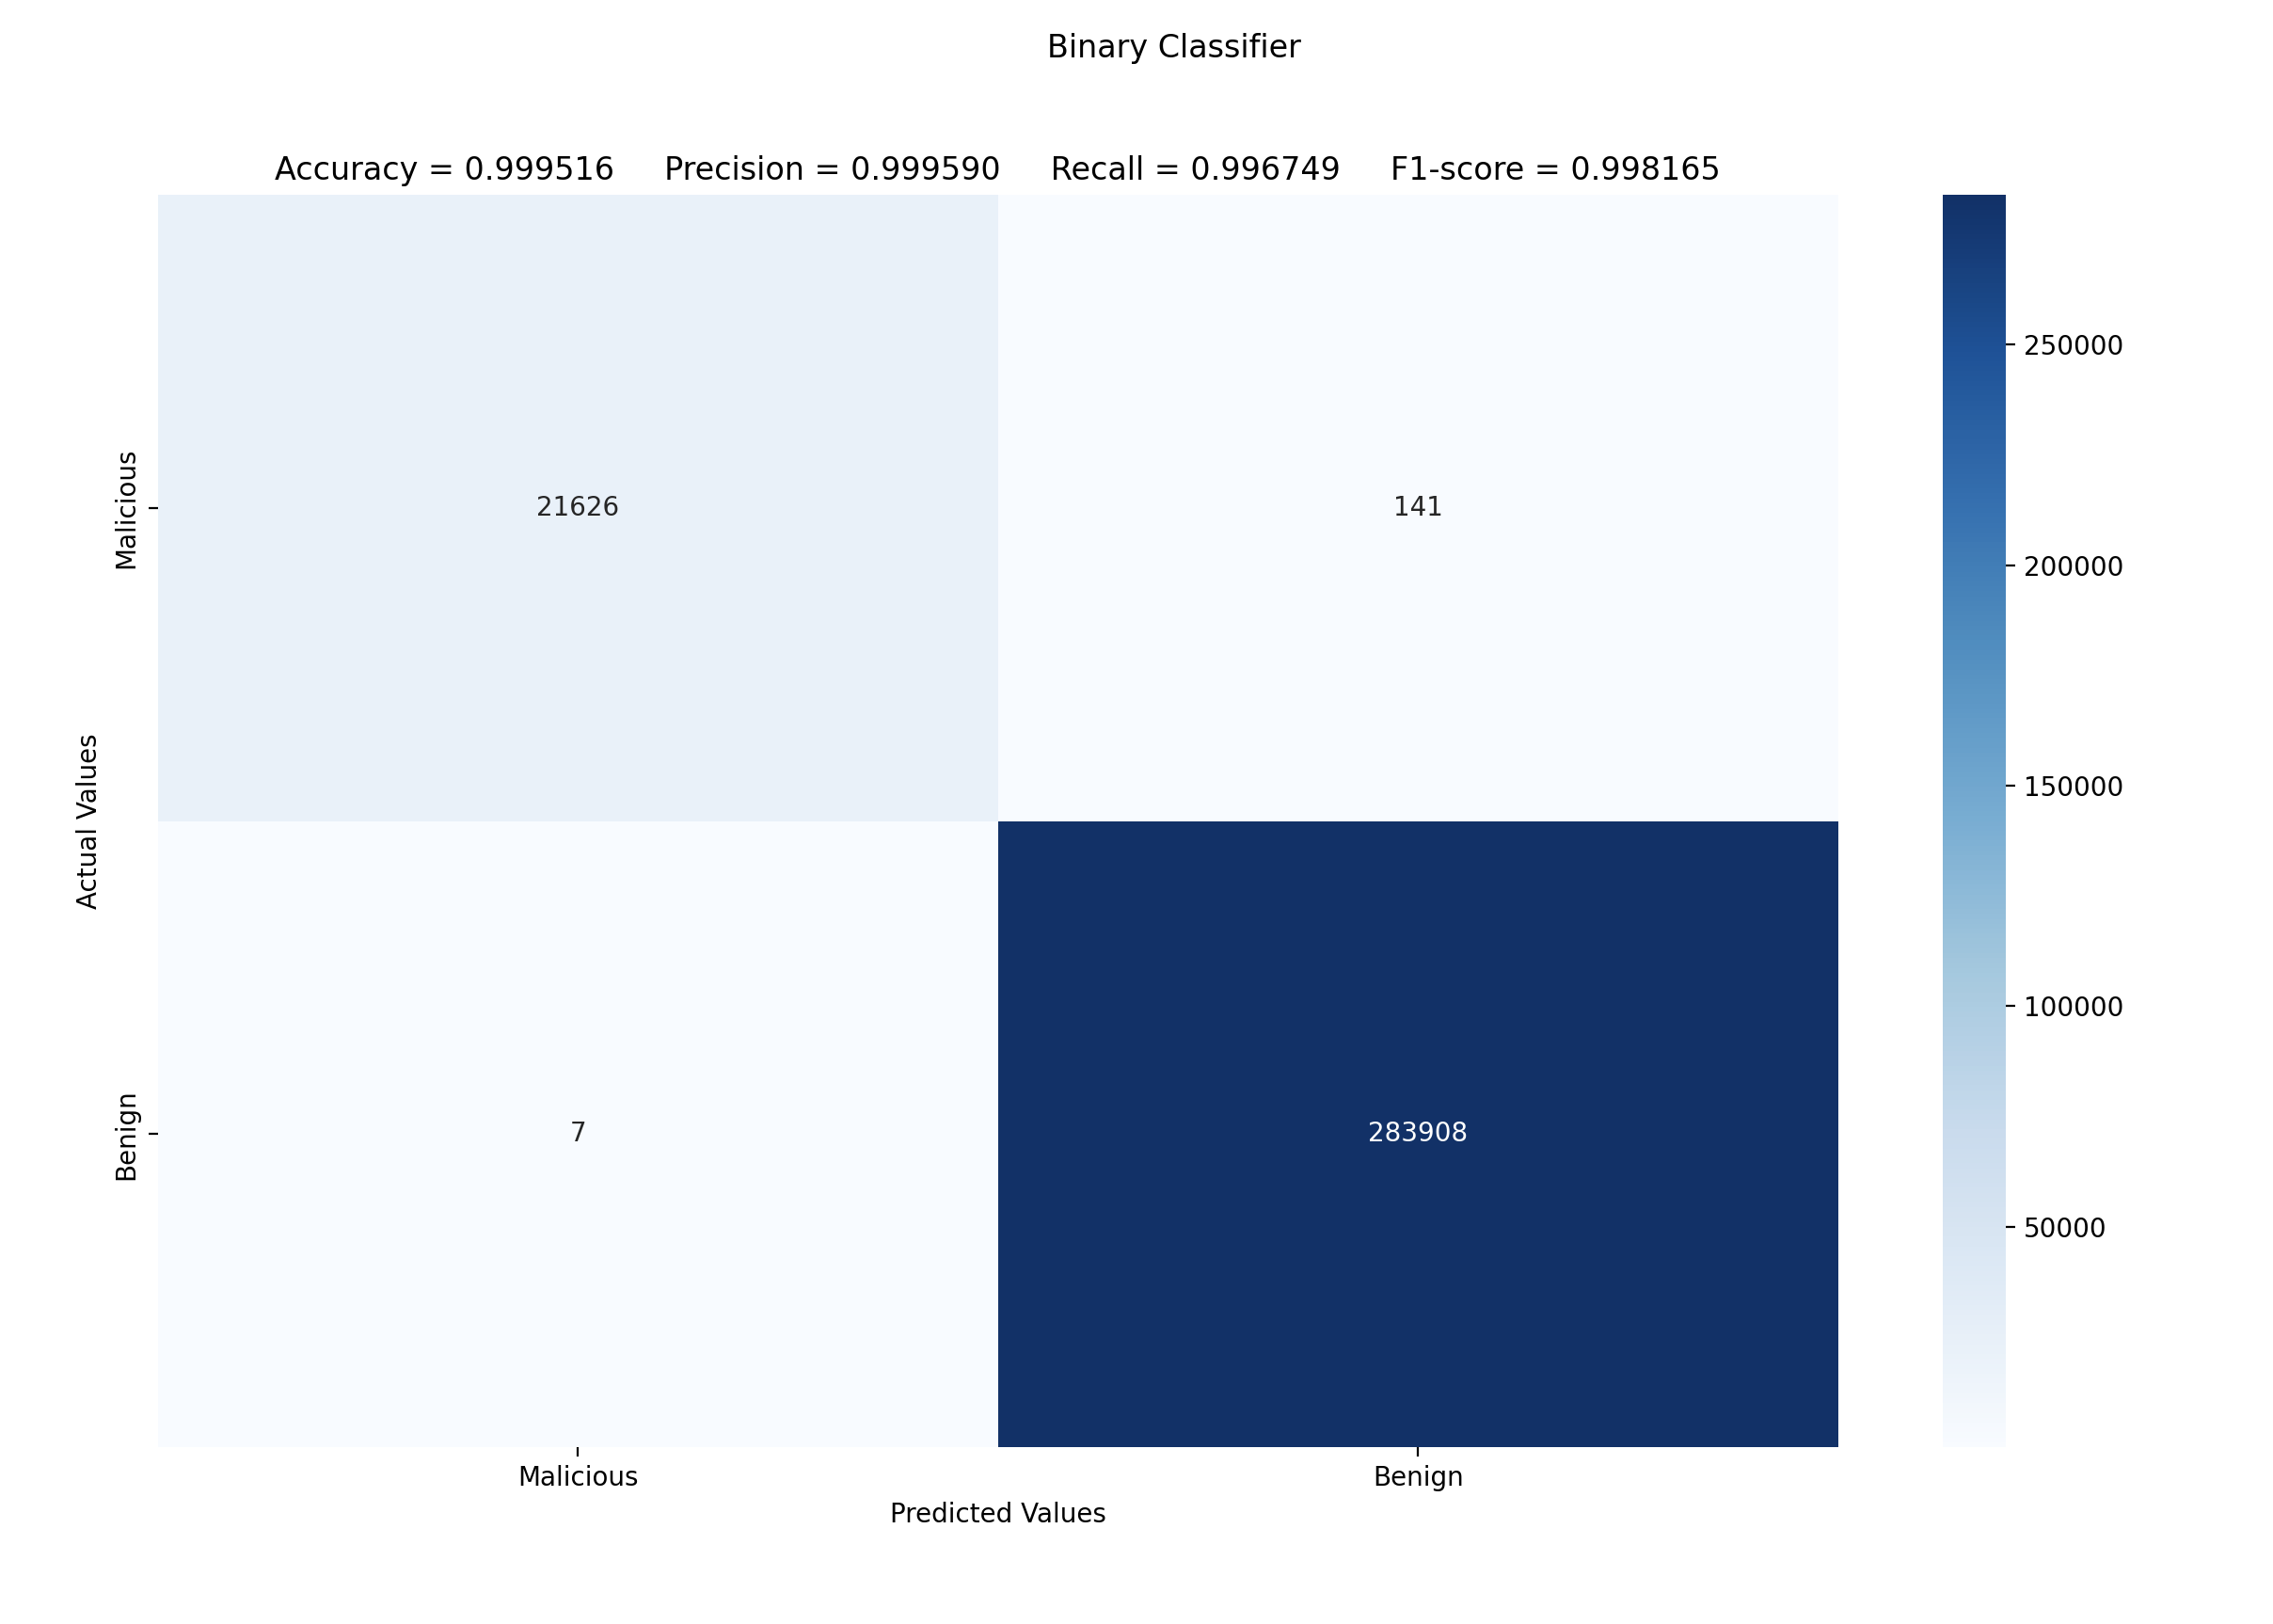 Binary Classifier
Accuracy = 0.999516 Precision = 0.999590 Recall = 0.996749 F1-score = 0.998165
Actual Values
Malicious
Benign
21626 141
7 283908
Malicious Benign
Predicted Values
250000
200000
150000
100000
50000